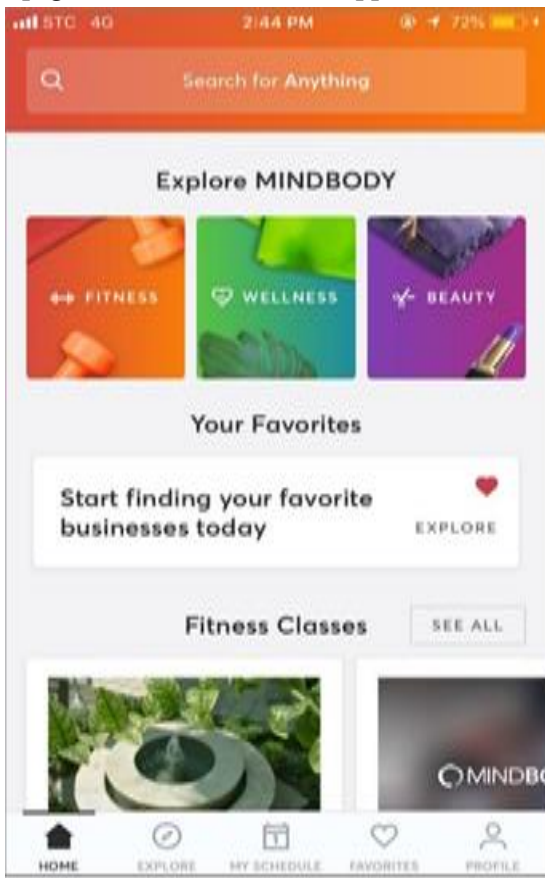 STC 4G 2:44 PM 72%
Search for Anything
Explore MINDBODY
FITNESS WELLNESS BEAUTY
Your Favorites
Start finding your favorite
businesses today
EXPLORE
Fitness Classes SEE ALL
MINDBO
HOME EXPLORE MY SCHEDULE FAVORITES PROFILE